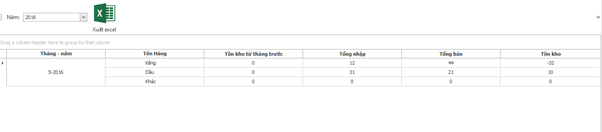 Năm: 2016
Xuất excel
Drag a column header here to group by that column
Tháng - năm Tên Hàng Tồn kho từ tháng trước Tổng nhập Tổng bán Tồn kho
5-2016 Xăng 0 12 44 -32
Dầu 0 31 21 10
Khác 0 0 0 0